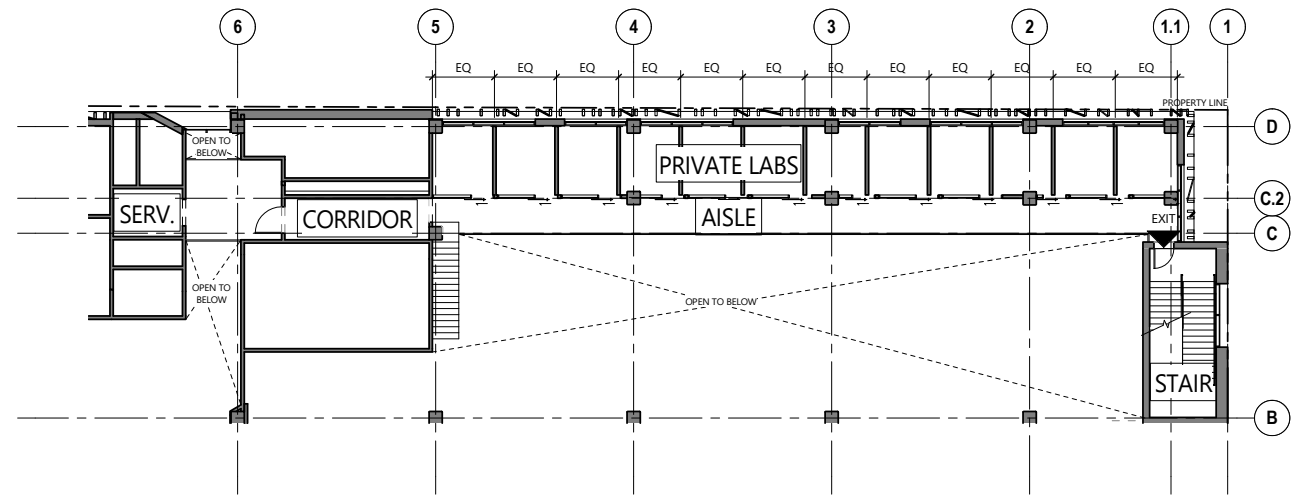 6 5 4 3 2 1.1 1
EQ EQ EQ EQ EQ EQ EQ EQ EQ EQ EQ EQ
PROPERTY LINE
D
OPEN TO
BELOW
PRIVATE LABS
C.2
SERV.
CORRIDOR
AISLE
EXIT
C
OPEN TO
BELOW
OPEN TO BELOW
STAIR
B